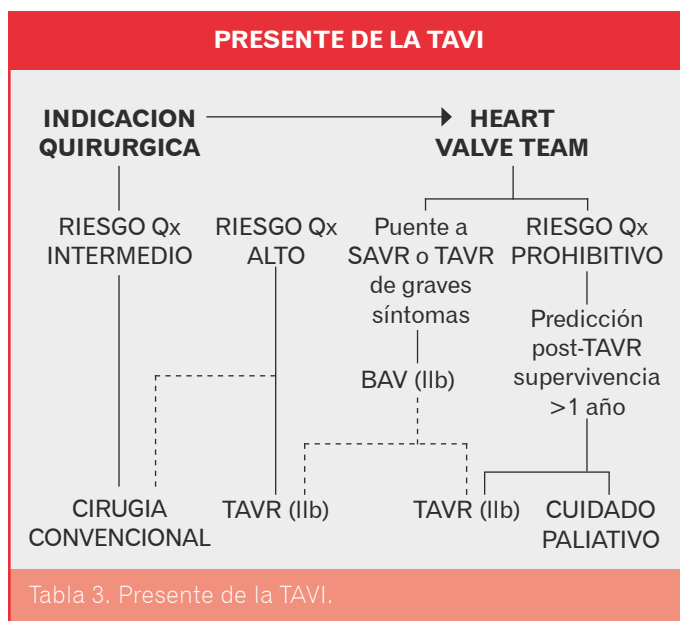 PRESENTE DE LA TAVI
INDICACION
QUIRURGICA
HEART
VALVE TEAM
RIESGO Qx
INTERMEDIO
RIESGO Qx
ALTO
Puente a
SAVR o TAVR
de graves
síntomas
RIESGO Qx
PROHIBITIVO
Predicción
post-TAVR
supervivencia
>1 año
BAV (IIb)
CIRUGIA
CONVENCIONAL
TAVR (IIb)
TAVR (IIb)
CUIDADO
PALIATIVO
Tabla 3. Presente de la TAVI.